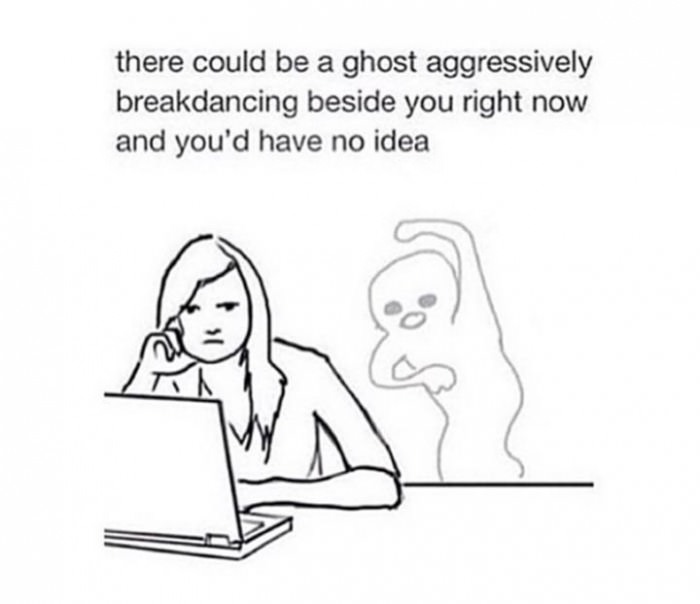 there could be a ghost aggressively
breakdancing beside you right now
and you'd have no idea